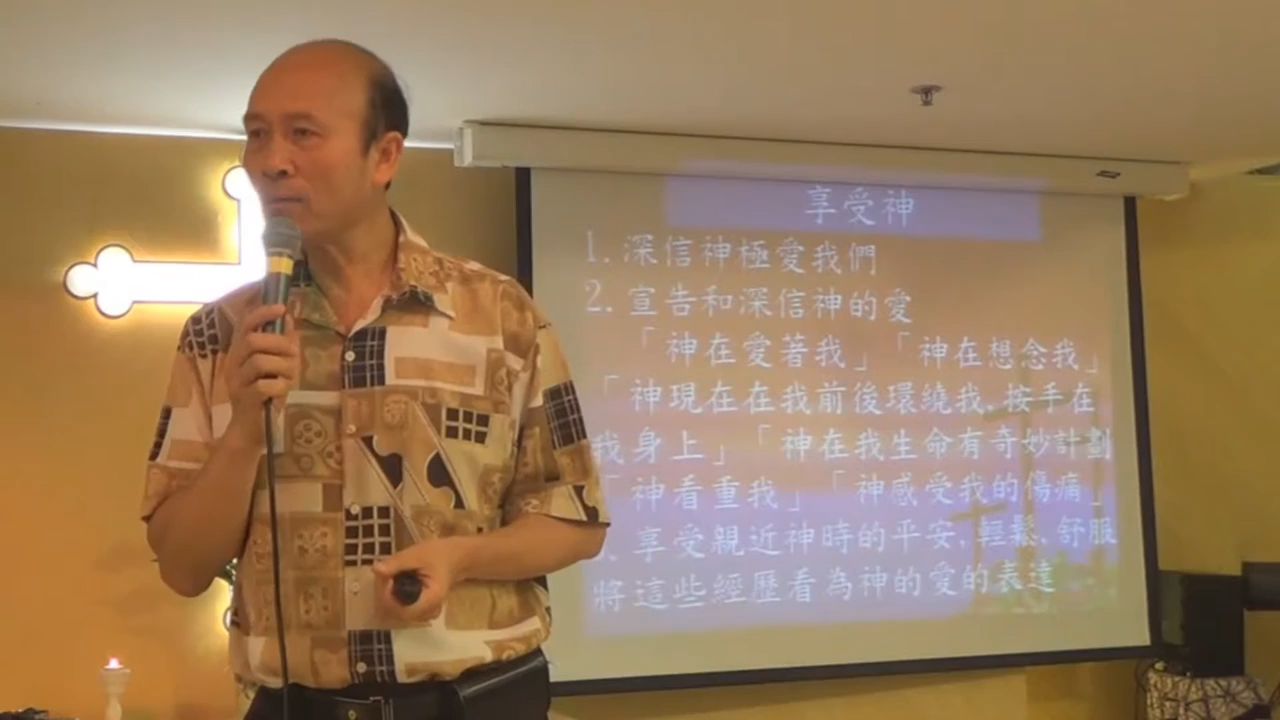 享受神
1.深信神極愛我們
2.宣告和深信神的愛
「神在愛著我」「神在想念我」
「神現在在我前後環繞我,按手在
我身上」「神在我生命有奇妙計劃
「神看重我」「神感受我的傷痛」
享受親近神時的平安,輕鬆、舒服
將這些經歷看為神的愛的表達